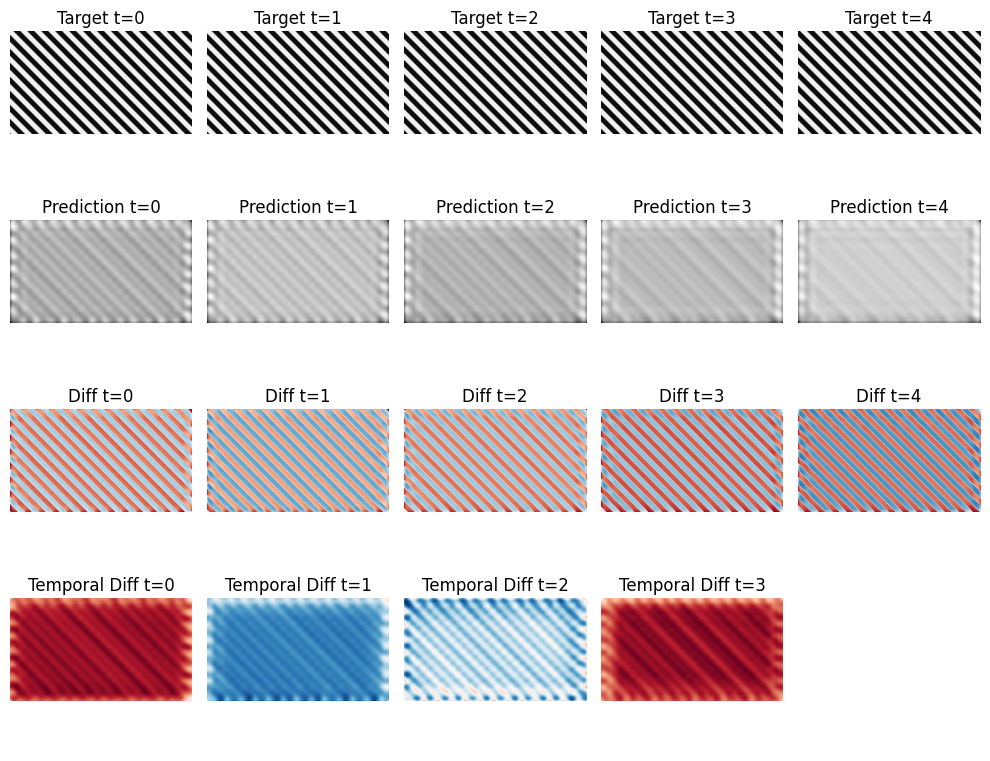 Target t=0 Target t=1 Target t=2 Target t=3 Target t=4
Prediction t=0 Prediction t=1 Prediction t=2 Prediction t=3 Prediction t=4
Diff t=0 Diff t=1 Diff t=2 Diff t=3 Diff t=4
Temporal Diff t=0 Temporal Diff t=1 Temporal Diff t=2 Temporal Diff t=3